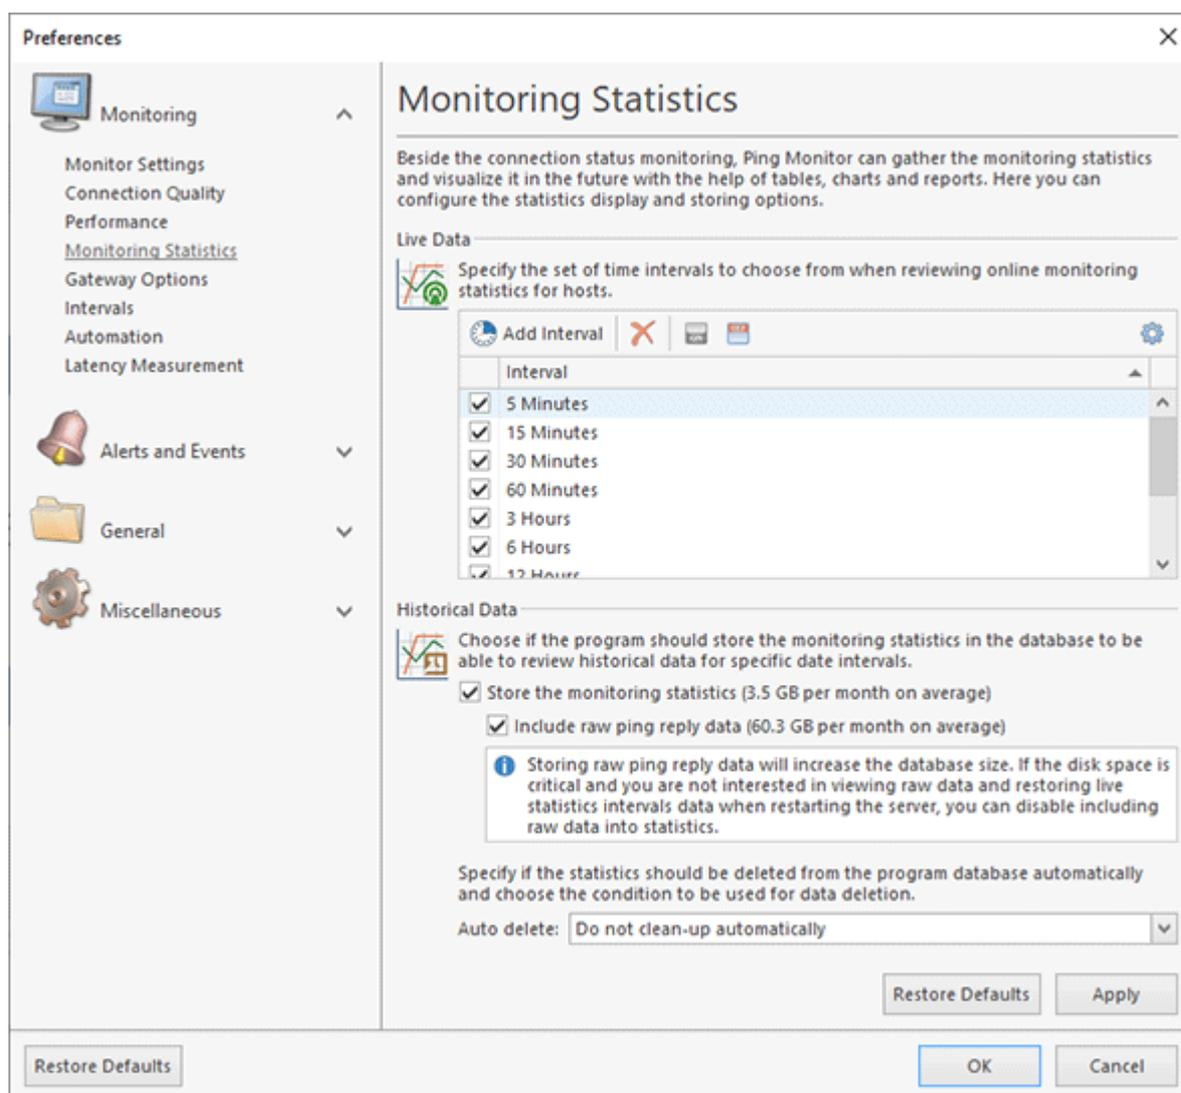 Preferences
Monitoring
Monitor Settings
Connection Quality
Performance
Monitoring Statistics
Gateway Options
Intervals
Automation
Latency Measurement
Alerts and Events
General
Miscellaneous
Monitoring Statistics
Beside the connection status monitoring, Ping Monitor can gather the monitoring statistics
and visualize it in the future with the help of tables, charts and reports. Here you can
configure the statistics display and storing options.
Live Data
Specify the set of time intervals to choose from when reviewing online monitoring
statistics for hosts.
Add Interval
Interval
5 Minutes
15 Minutes
30 Minutes
60 Minutes
3 Hours
6 Hours
12 Hours
Historical Data
Choose if the program should store the monitoring statistics in the database to be
able to review historical data for specific date intervals.
Store the monitoring statistics (3.5 GB per month on average)
Include raw ping reply data (60.3 GB per month on average)
Storing raw ping reply data will increase the database size. If the disk space is
critical and you are not interested in viewing raw data and restoring live
statistics intervals data when restarting the server, you can disable including
raw data into statistics.
Specify if the statistics should be deleted from the program database automatically
and choose the condition to be used for data deletion.
Auto delete: Do not clean-up automatically
Restore Defaults Apply
Restore Defaults OK Cancel